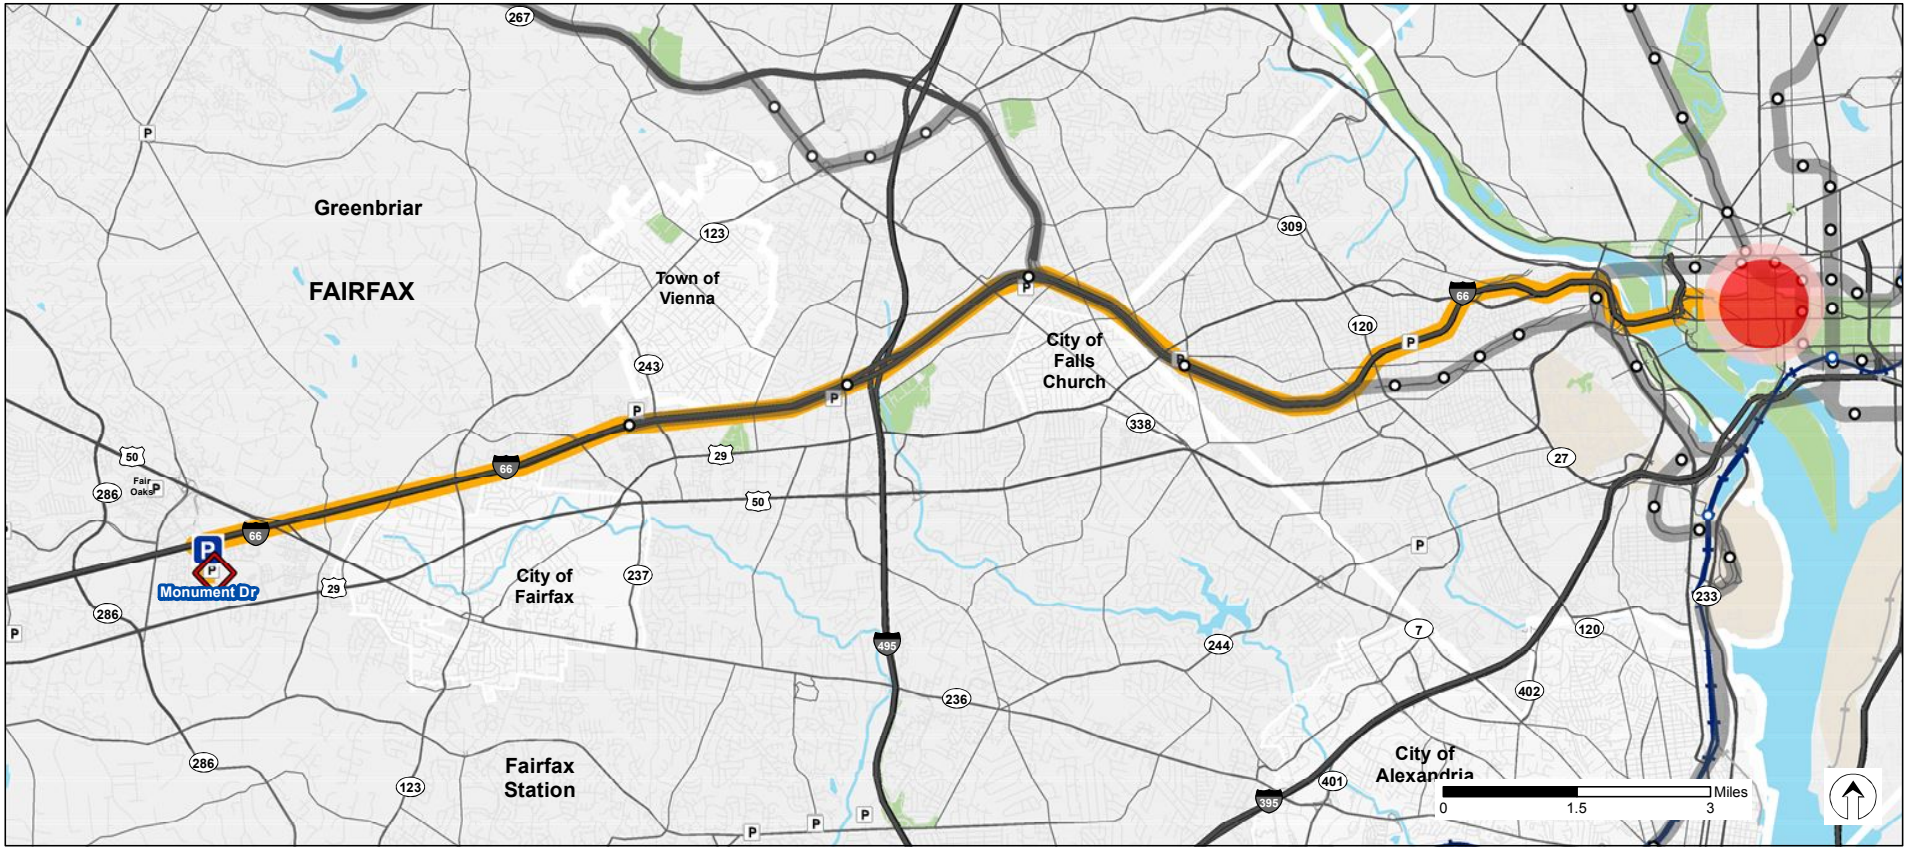 267
P
Greenbriar
123
309
FAIRFAX
Town of
Vienna
P
66
120
P
City of
Falls
Church
P
243
P
P
338
29
66
27
50
Fair
Oaks
P
286
50
66
P
P
P
Monument Dr
29
City of
Fairfax
237
233
286
P
495
244
7
120
236
402
286
Fairfax
Station
123
City of
Alexandria
401
395
Miles
0
1.5
3
P
P
P